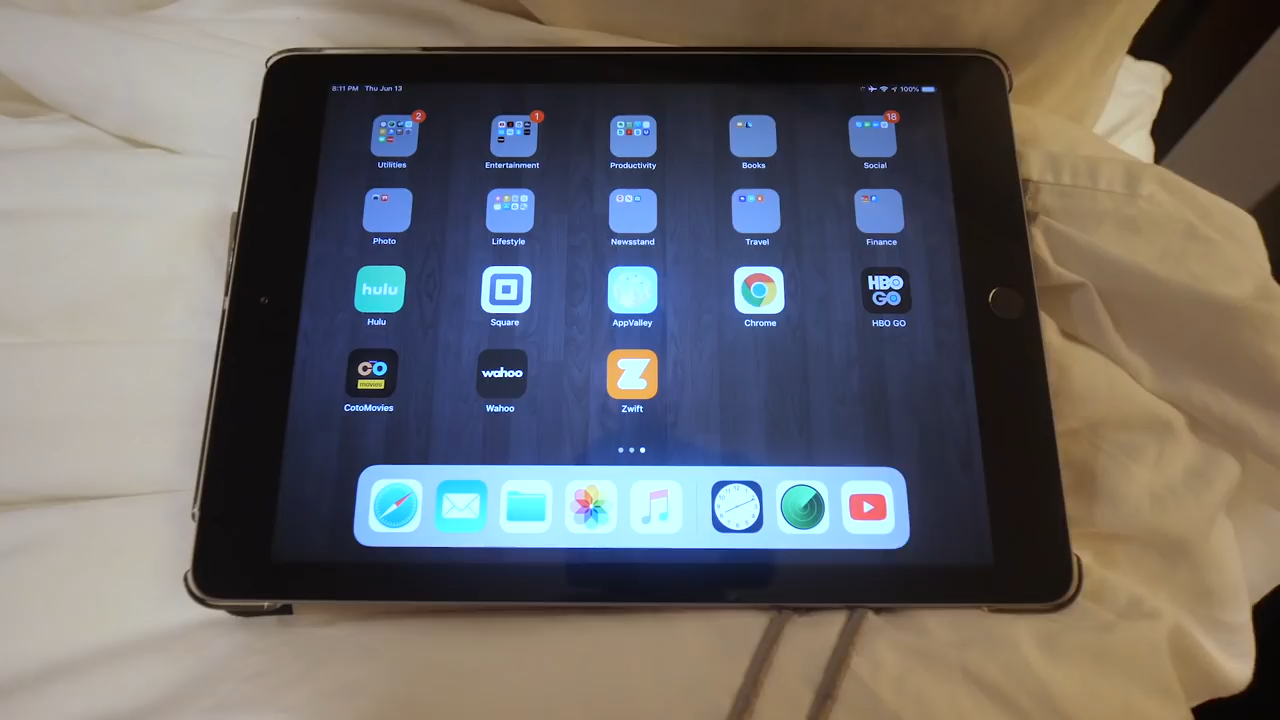 8:11 PM Thu Jun 13 100%
2 1 18
Utilities Entertainment Productivity Books Social
Photo Lifestyle Newsstand Travel Finance
hulu HBO GO
Hulu Square AppValley Chrome HBO GO
CO movies wahoo Z
CotoMovies Wahoo Zwift